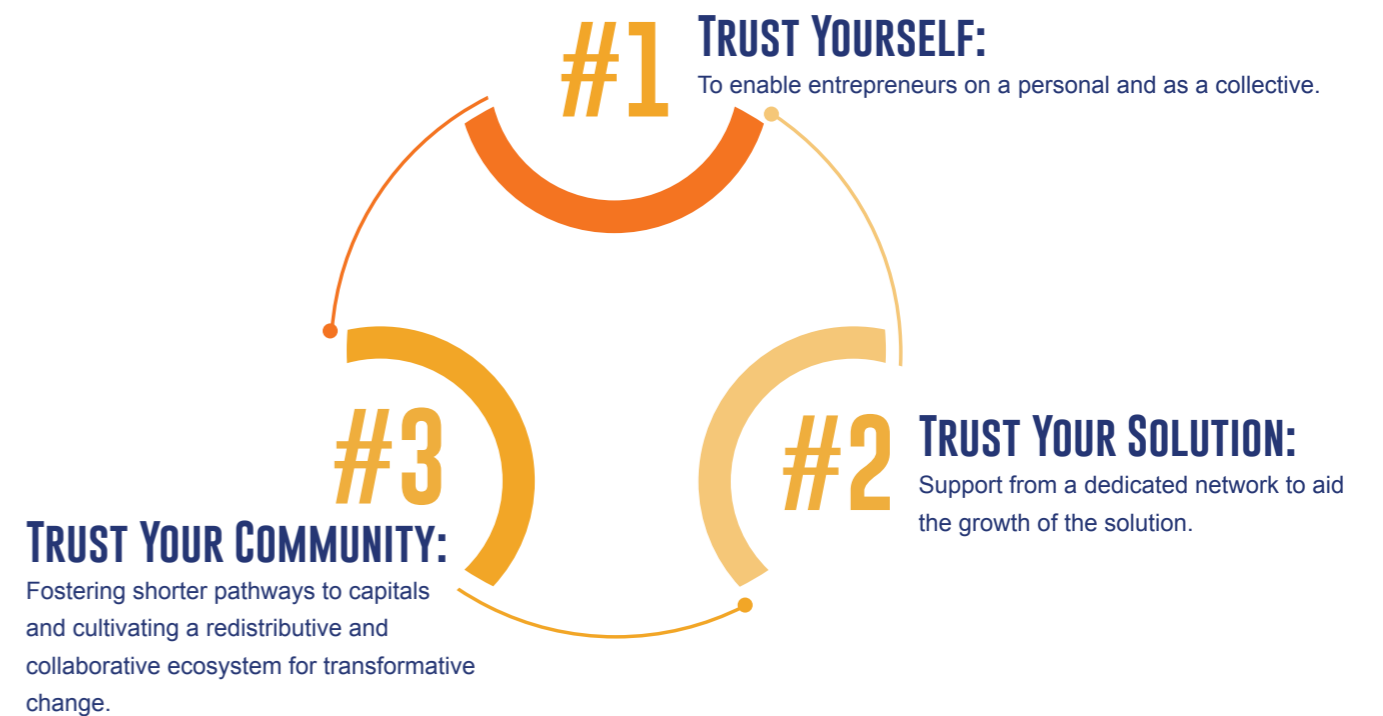 #1
Trust Yourself:
To enable entrepreneurs on a personal and as a collective.
#2
Trust Your Solution:
Support from a dedicated network to aid
the growth of the solution.
#3
Trust Your Community:
Fostering shorter pathways to capitals
and cultivating a redistributive and
collaborative ecosystem for transformative
change.